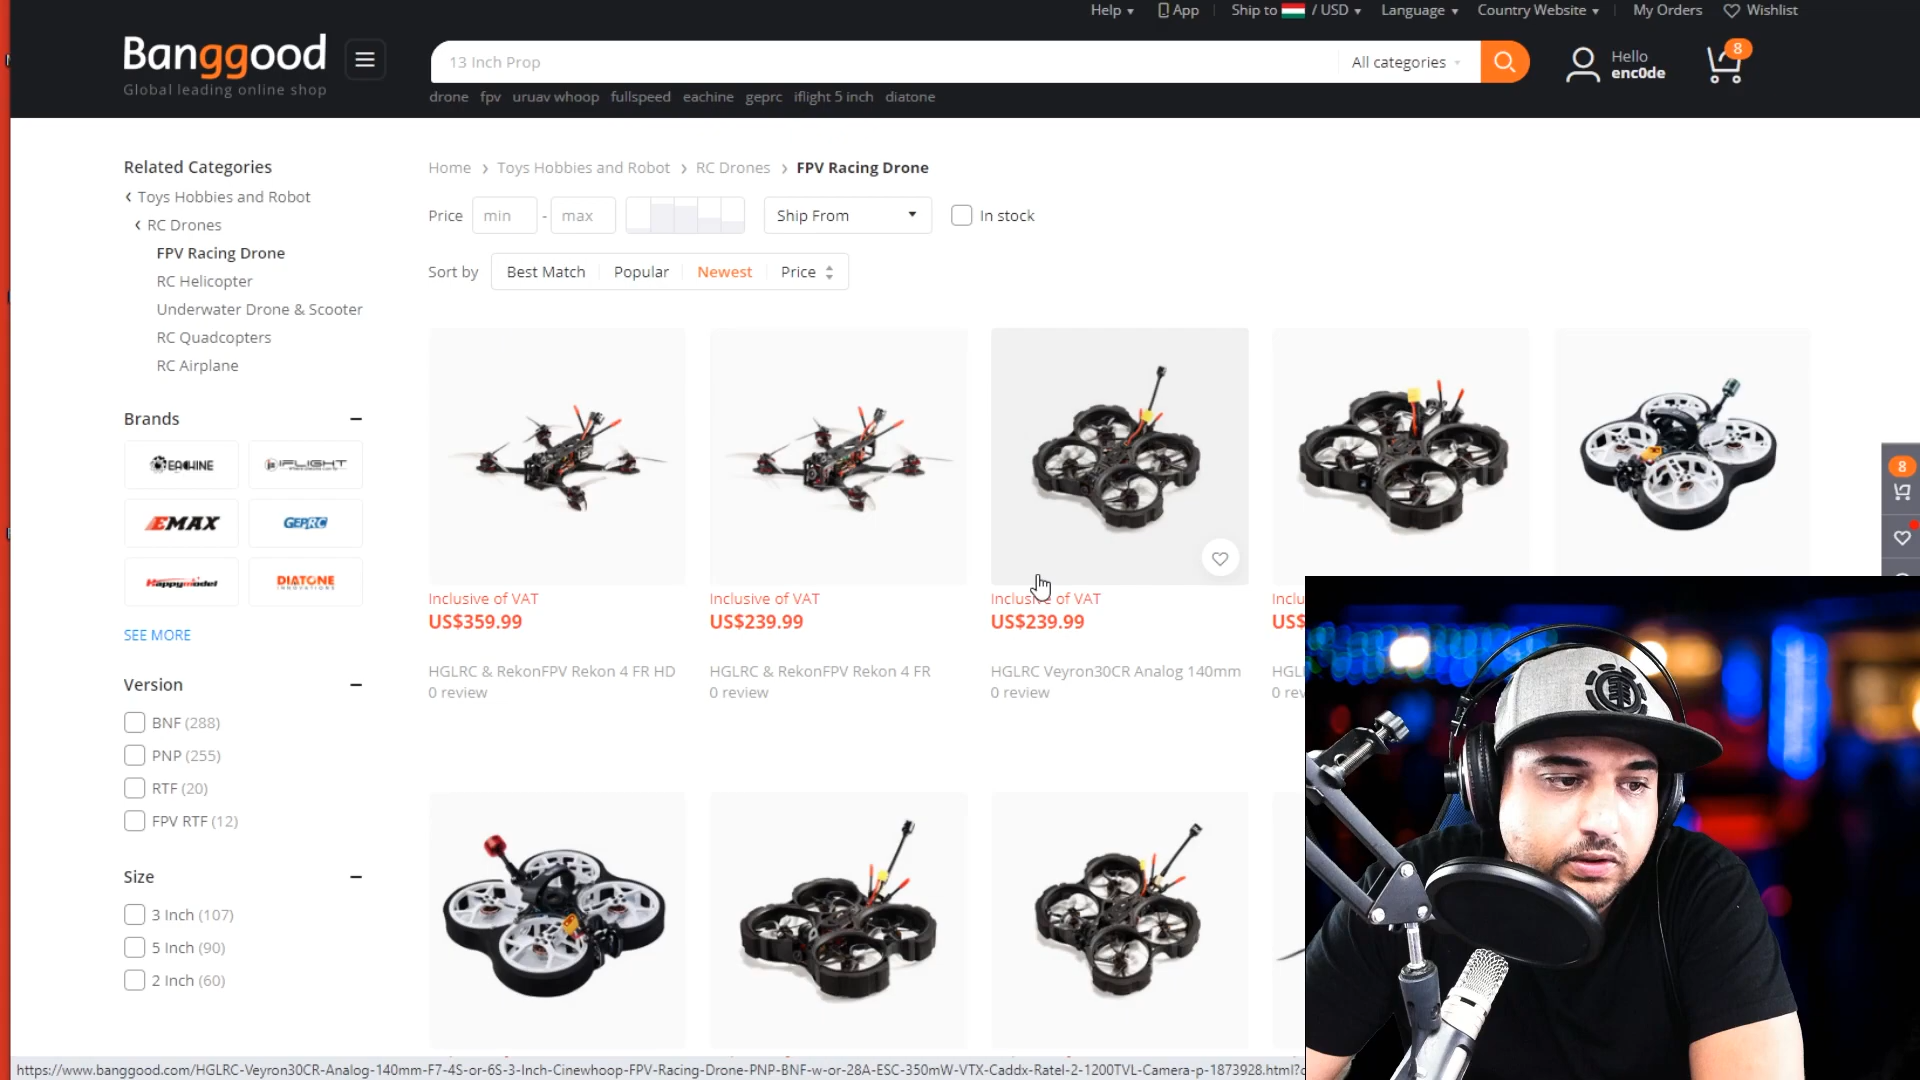 Help
App
Ship to / USD
Language
Country Website
My Orders
Wishlist
Banggood
Global leading online shop
13 Inch Prop
All categories
Hello
enc0de
8
drone fpv uruav whoop fullspeed eachine geprc iflight 5 inch diatone
Related Categories
Toys Hobbies and Robot
RC Drones
FPV Racing Drone
RC Helicopter
Underwater Drone & Scooter
RC Quadcopters
RC Airplane
Brands
EACHINE
IFLIGHT
EMAX
GEPRC
Happymodel
DIATONE
INNOVATIONS
SEE MORE
Version
BNF (288)
PNP (255)
RTF (20)
FPV RTF (12)
Size
3 Inch (107)
5 Inch (90)
2 Inch (60)
Home > Toys Hobbies and Robot > RC Drones > FPV Racing Drone
Price min - max
Ship From
In stock
Sort by Best Match Popular Newest Price
Inclusive of VAT
US$359.99
HGLRC & RekonFPV Rekon 4 FR HD
0 review
Inclusive of VAT
US$239.99
HGLRC & RekonFPV Rekon 4 FR
0 review
Inclusive of VAT
US$239.99
HGLRC Veyron30CR Analog 140mm
0 review
Inclu
US$
HGL
0 rev
8
https://www.banggood.com/HGLRC-Veyron30CR-Analog-140mm-F7-4S-or-6S-3-Inch-Cinewhoop-FPV-Racing-Drone-PNP-BNF-w-or-28A-ESC-350mW-VTX-Caddx-Ratel-2-1200TVL-Camera-p-1873928.html?c